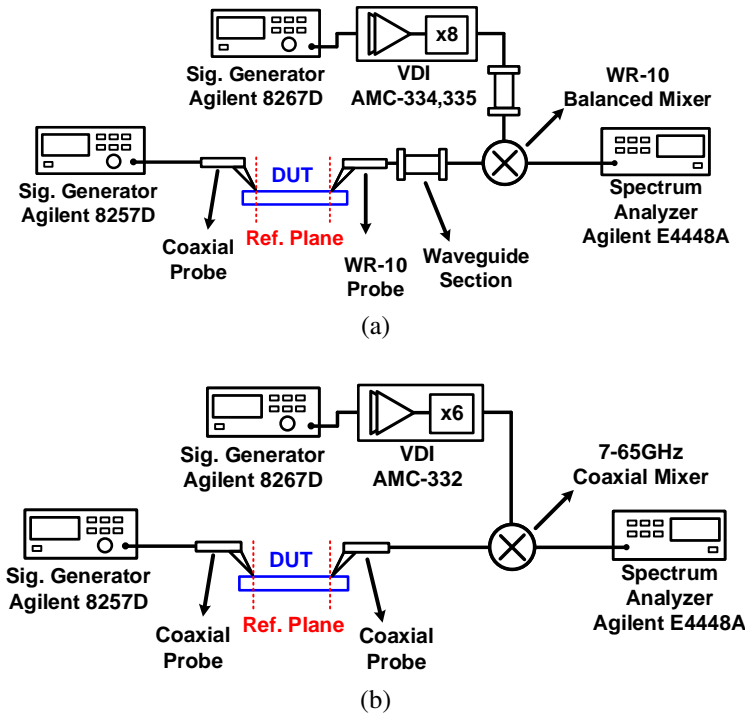 x8
Sig. Generator
Agilent 8267D
VDI
AMC-334,335
WR-10
Balanced Mixer
DUT
Sig. Generator
Agilent 8257D
Ref. Plane
Coaxial
Probe
WR-10
Probe
Waveguide
Section
Spectrum
Analyzer
Agilent E4448A
(a)
x6
Sig. Generator
Agilent 8267D
VDI
AMC-332
7-65GHz
Coaxial Mixer
DUT
Sig. Generator
Agilent 8257D
Ref. Plane
Coaxial
Probe
Coaxial
Probe
Spectrum
Analyzer
Agilent E4448A
(b)